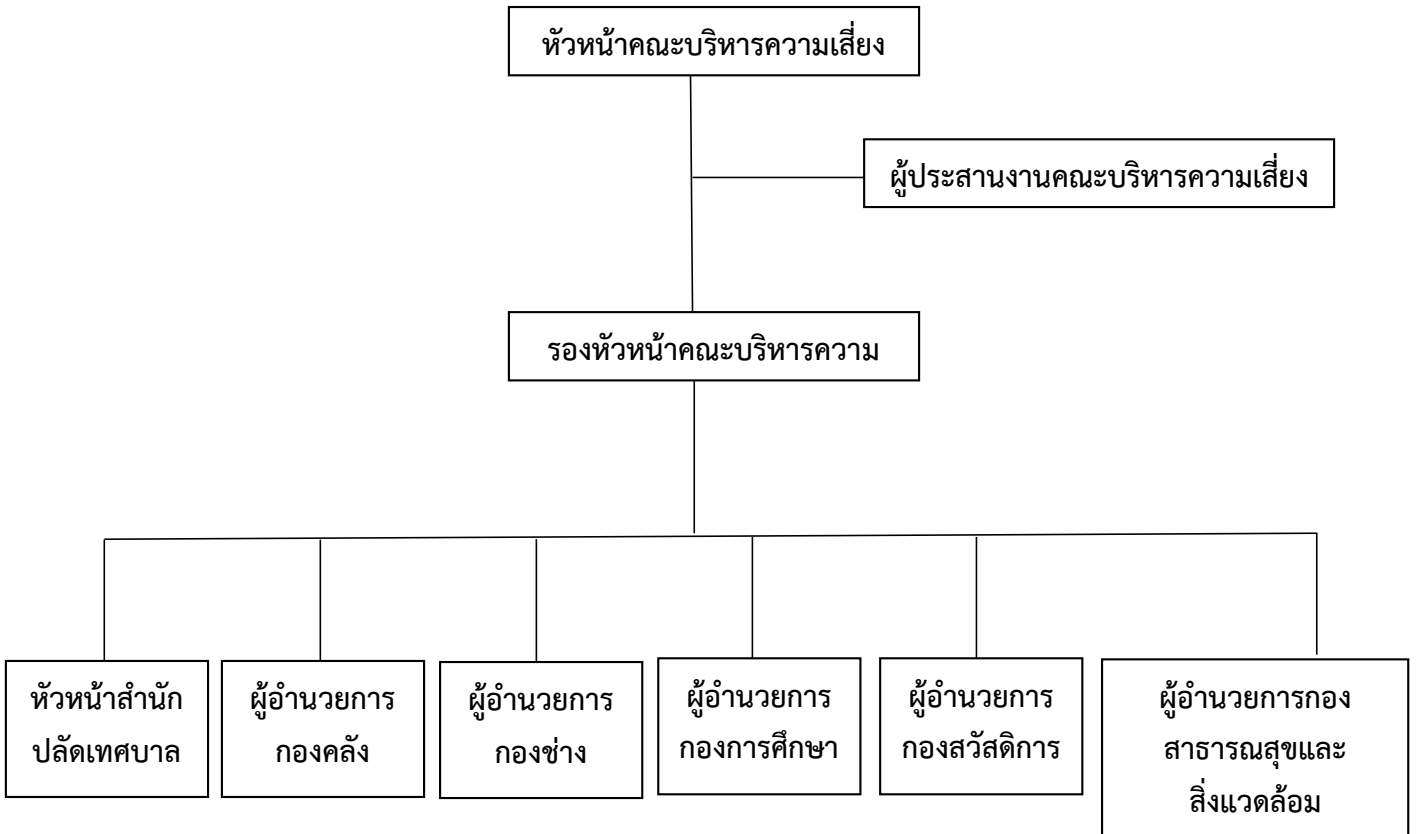 หัวหน้าคณะบริหารความเสี่ยง
ผู้ประสานงานคณะบริหารความเสี่ยง
รองหัวหน้าคณะบริหารความ
หัวหน้าสำนัก
ปลัดเทศบาล
ผู้อำนวยการ
กองคลัง
ผู้อำนวยการ
กองช่าง
ผู้อำนวยการ
กองการศึกษา
ผู้อำนวยการ
กองสวัสดิการ
ผู้อำนวยการกอง
สาธารณสุขและ
สิ่งแวดล้อม